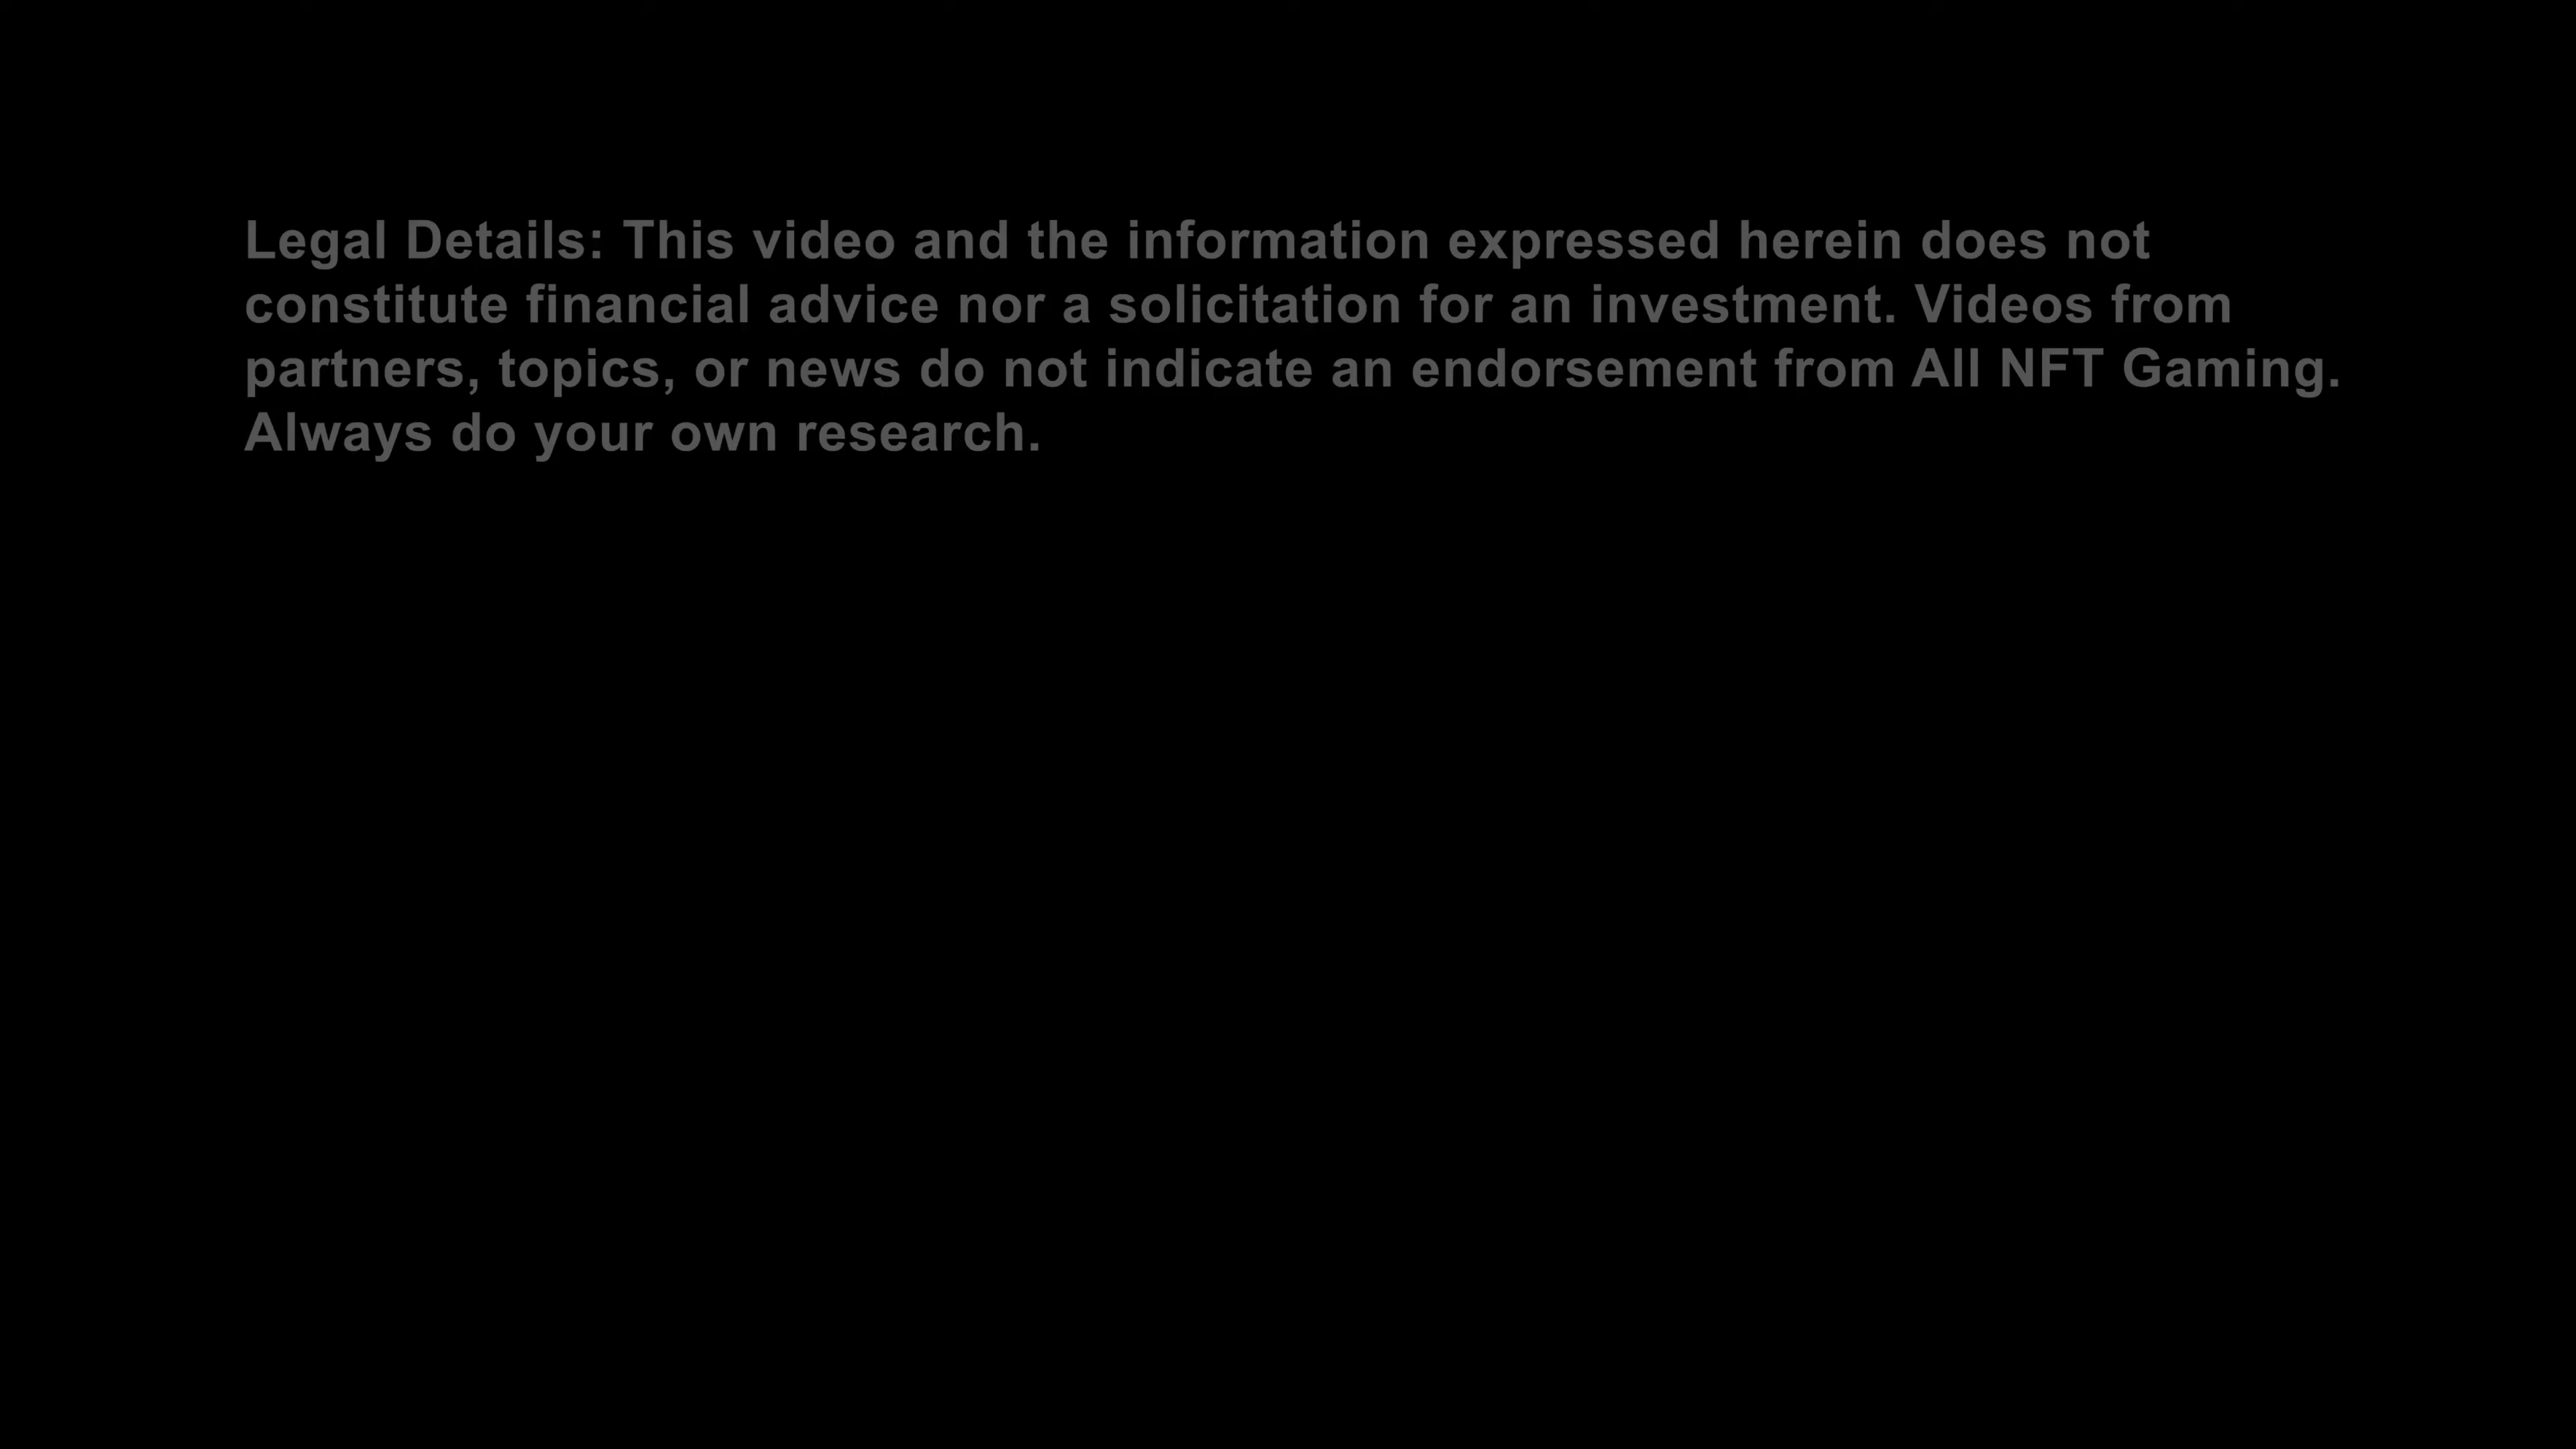 Legal Details: This video and the information expressed herein does not
constitute financial advice nor a solicitation for an investment. Videos from
partners, topics, or news do not indicate an endorsement from All NFT Gaming.
Always do your own research.